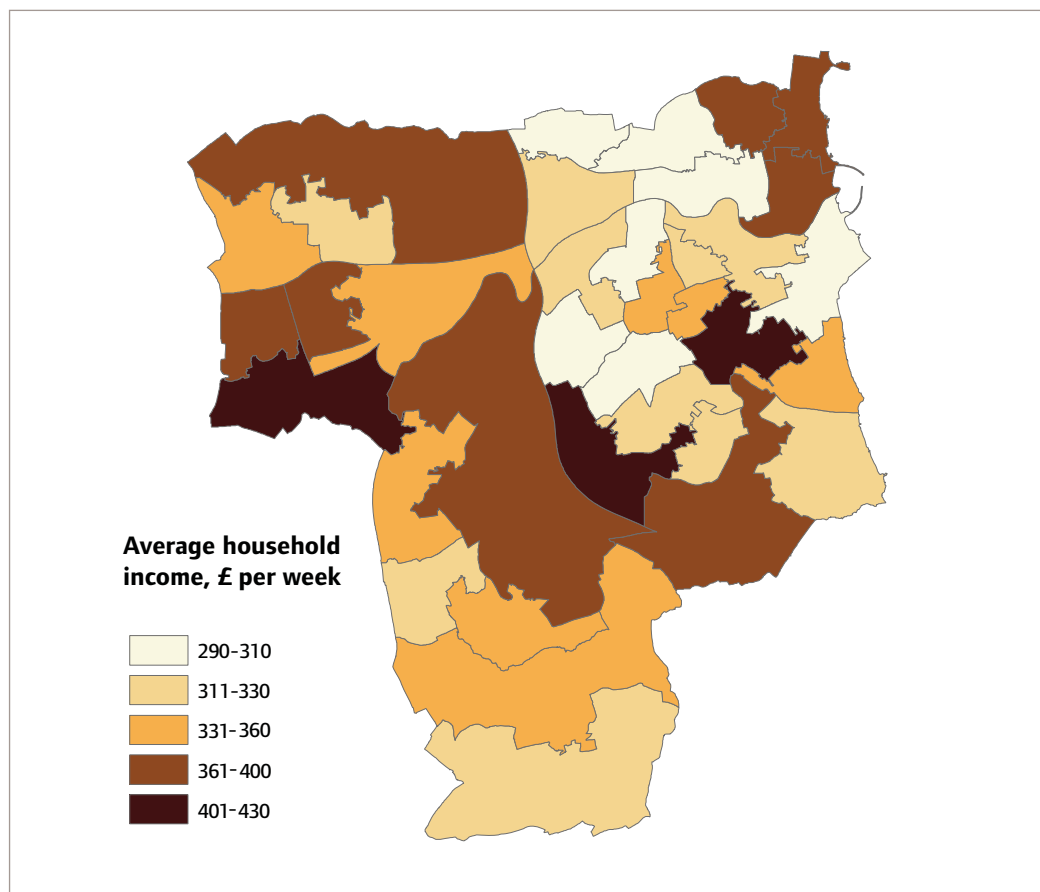 Average household
income, £ per week
290-310
311-330
331-360
361-400
401-430